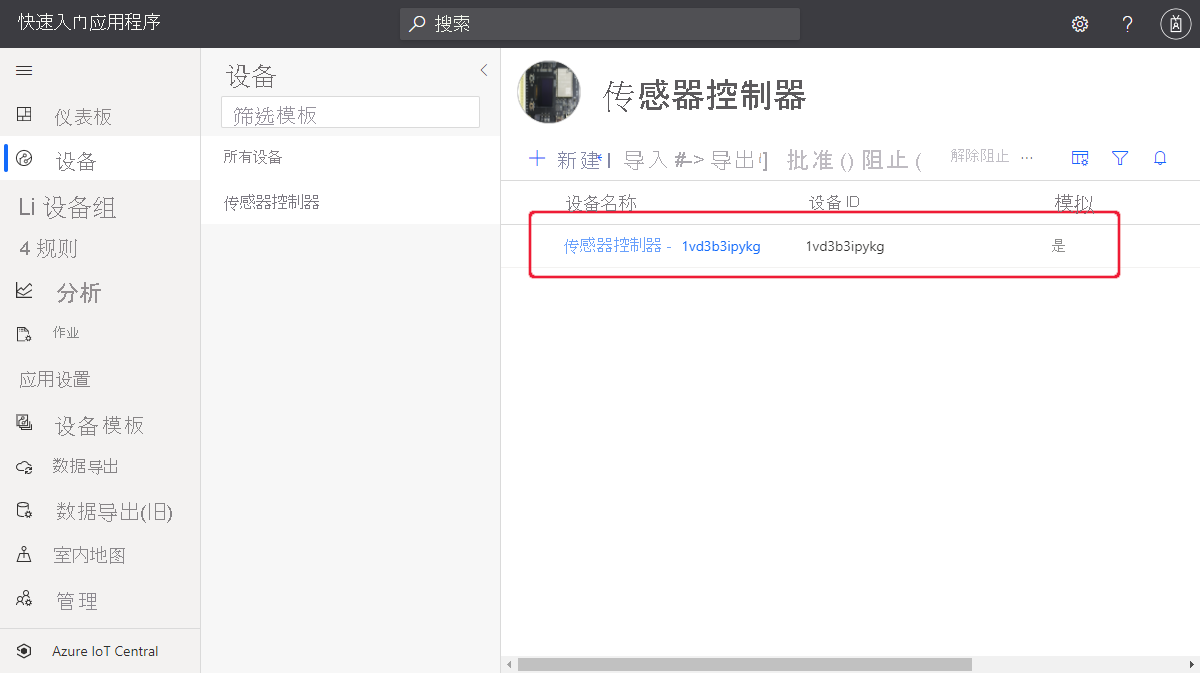 快速入门应用程序
搜索
仪表板
设备
Li 设备组
4 规则
分析
作业
应用设置
设备模板
数据导出
数据导出(旧)
室内地图
管理
Azure IoT Central
设备
筛选模板
所有设备
传感器控制器
传感器控制器
新建 导入 导出 批准 () 阻止 ( 解除阻止 ...
设备名称 设备 ID 模拟
传感器控制器 - 1vd3b3ipykg 1vd3b3ipykg 是